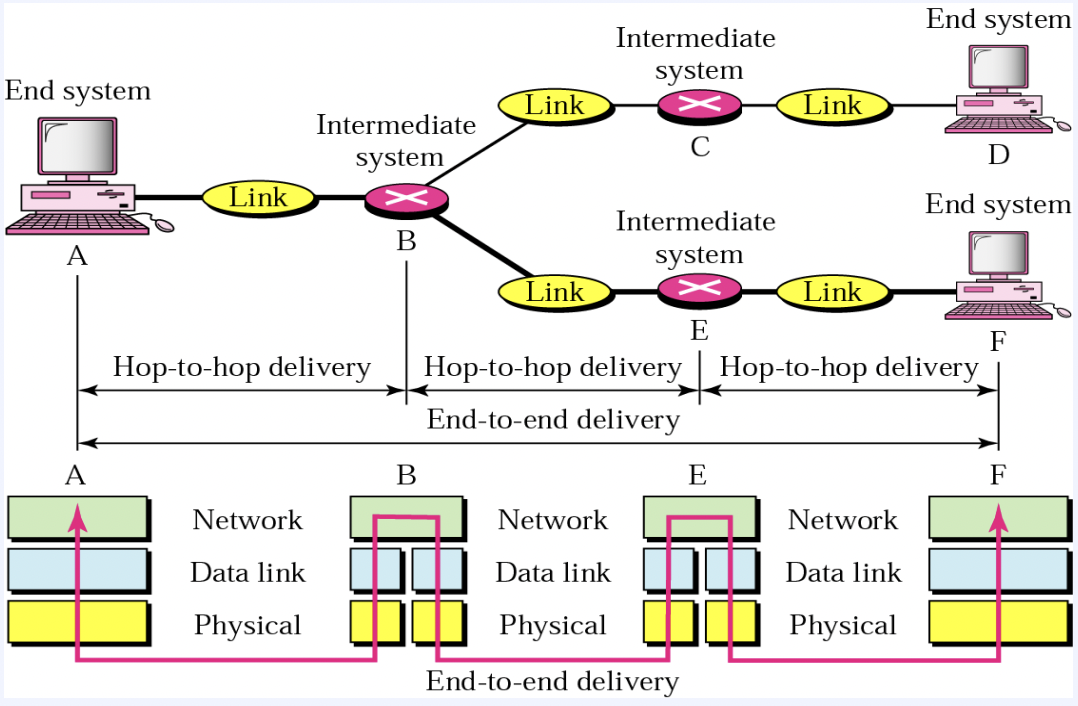 End system
Intermediate
system
Link
C
Link
D
End system
A
Link
Intermediate
system
B
Intermediate
system
Link
E
Link
End system
F
Hop-to-hop delivery
Hop-to-hop delivery
Hop-to-hop delivery
End-to-end delivery
A
B
E
F
Network
Network
Network
Data link
Data link
Data link
Physical
Physical
Physical
End-to-end delivery